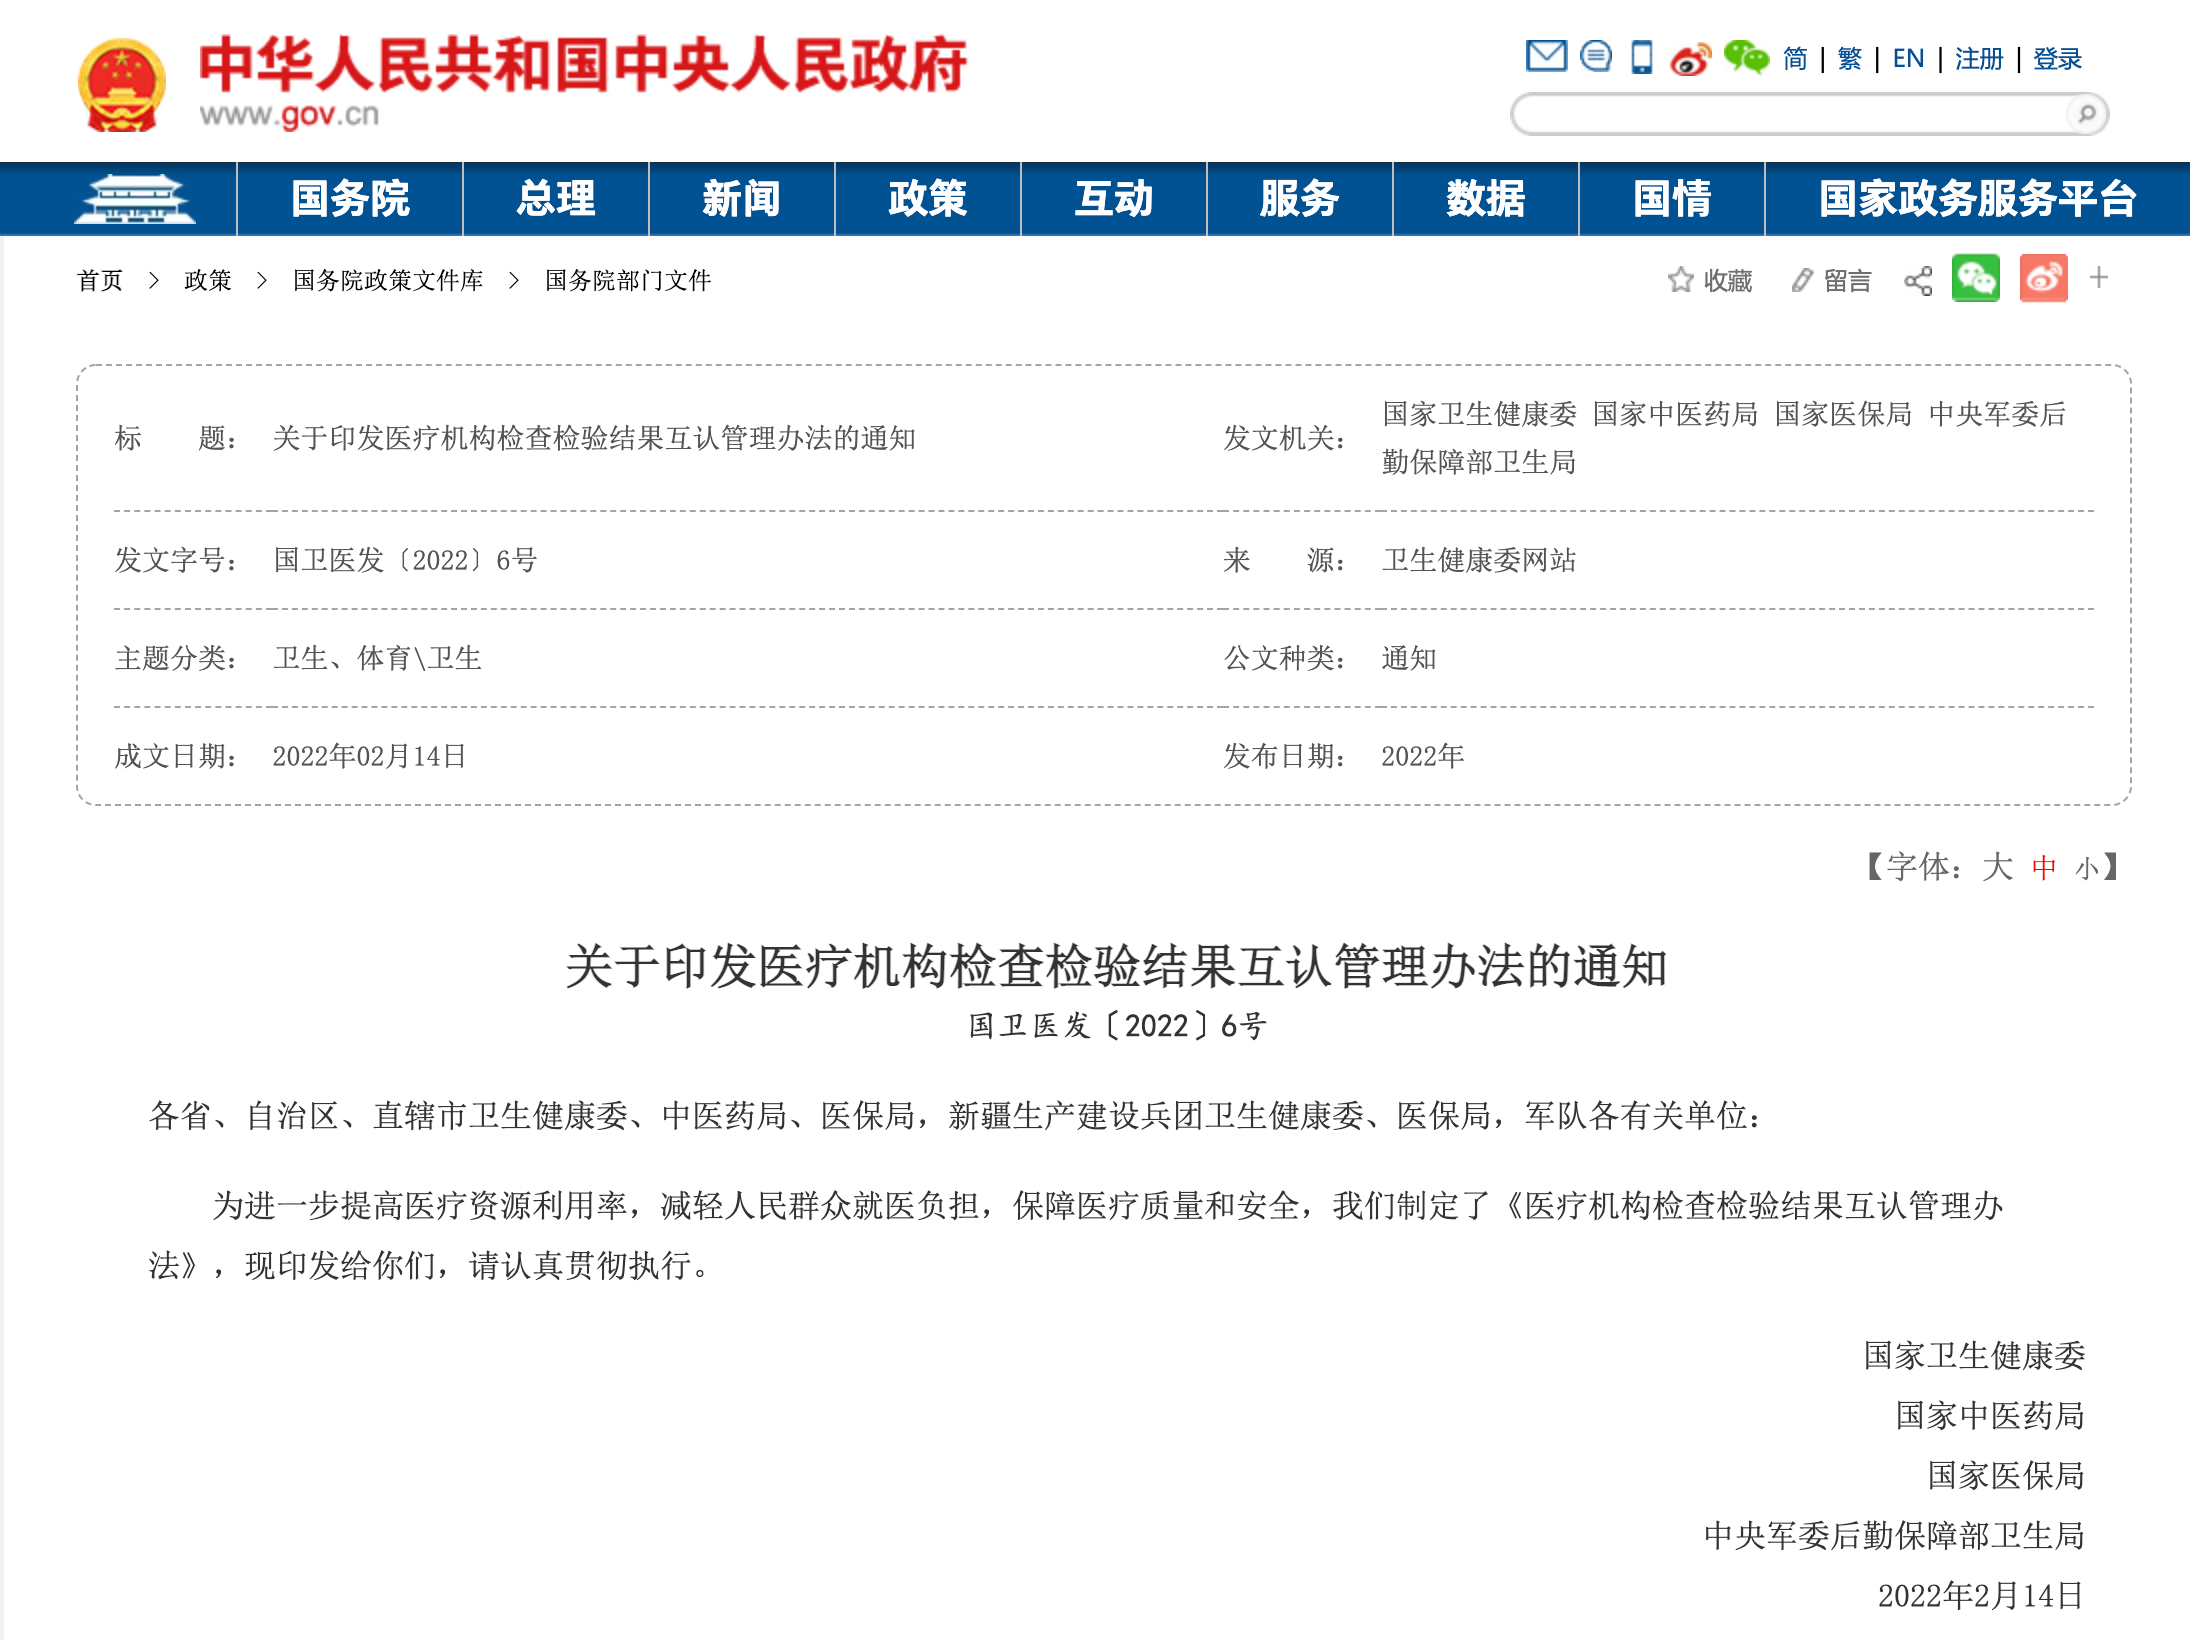 中华人民共和国中央人民政府
www.gov.cn
简 | 繁 | EN | 注册 | 登录
国务院 总理 新闻 政策 互动 服务 数据 国情 国家政务服务平台
首页 > 政策 > 国务院政策文件库 > 国务院部门文件
收藏 留言
标　　题： 关于印发医疗机构检查检验结果互认管理办法的通知
发文机关： 国家卫生健康委 国家中医药局 国家医保局 中央军委后
勤保障部卫生局
发文字号： 国卫医发〔2022〕6号
来　　源： 卫生健康委网站
主题分类： 卫生、体育\卫生
公文种类： 通知
成文日期： 2022年02月14日
发布日期： 2022年
【字体：大 中 小】
关于印发医疗机构检查检验结果互认管理办法的通知
国卫医发〔2022〕6号
各省、自治区、直辖市卫生健康委、中医药局、医保局，新疆生产建设兵团卫生健康委、医保局，军队各有关单位：
为进一步提高医疗资源利用率，减轻人民群众就医负担，保障医疗质量和安全，我们制定了《医疗机构检查检验结果互认管理办
法》，现印发给你们，请认真贯彻执行。
国家卫生健康委
国家中医药局
国家医保局
中央军委后勤保障部卫生局
2022年2月14日